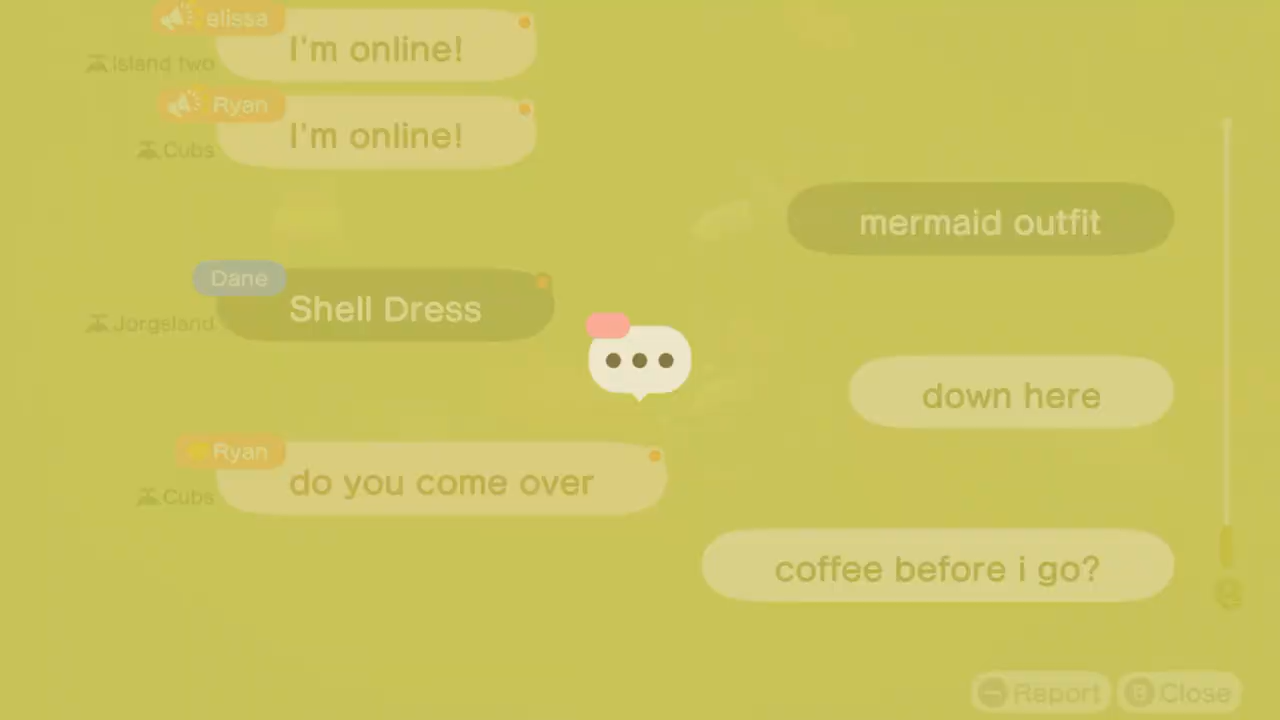 elissa
I'm online!
Island two
Ryan
I'm online!
Cubs
mermaid outfit
Dane
Shell Dress
Jorgsland
down here
Ryan
do you come over
Cubs
coffee before i go?
Report
B Close